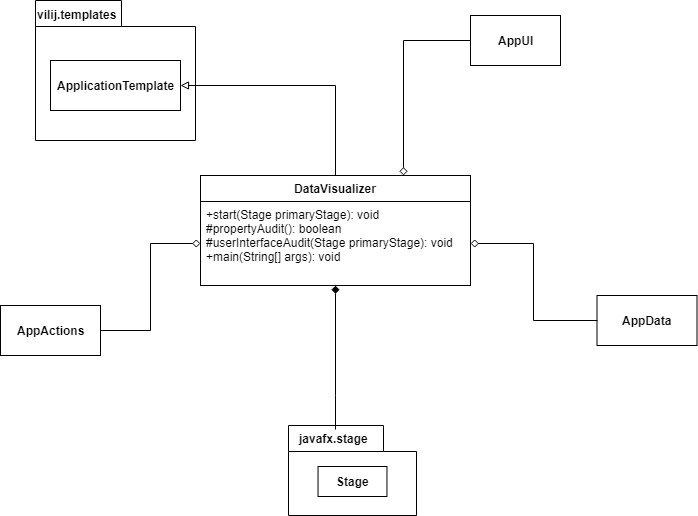 vilij.templates
ApplicationTemplate
AppUI
DataVisualizer
+start(Stage primaryStage): void
#propertyAudit(): boolean
#userInterfaceAudit(Stage primaryStage): void
+main(String[] args): void
AppActions
AppData
javafx.stage
Stage